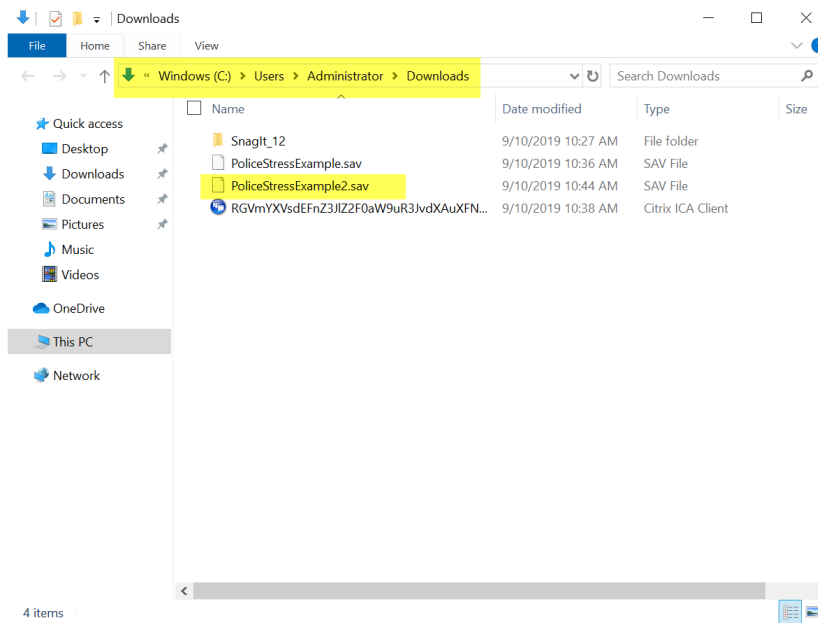 Downloads
File Home Share View
« Windows (C:) > Users > Administrator > Downloads Search Downloads
Name Date modified Type Size
Quick access
Desktop
Downloads
Documents
Pictures
Music
Videos
OneDrive
This PC
Network
SnagIt_12 9/10/2019 10:27 AM File folder
PoliceStressExample.sav 9/10/2019 10:36 AM SAV File
PoliceStressExample2.sav 9/10/2019 10:44 AM SAV File
RGVmYXVsdEFnZ3JlZ2F0aW9uR3JvdXAuXFN... 9/10/2019 10:38 AM Citrix ICA Client
4 items